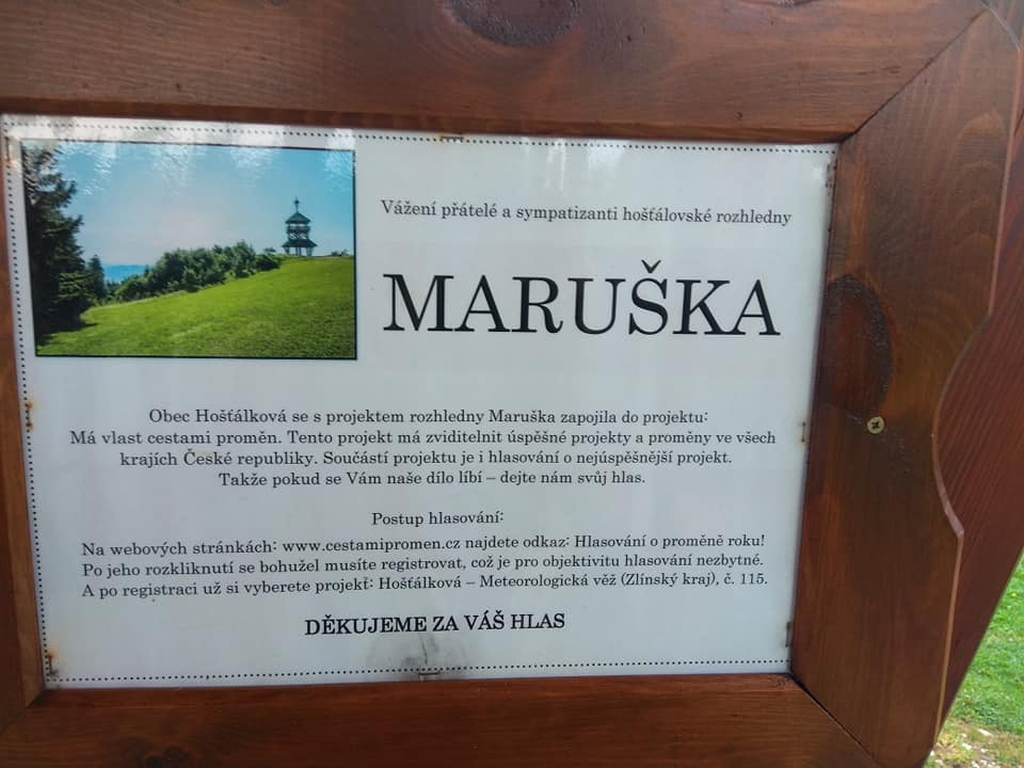 Vážení přátelé a sympatizanti hošťálovské rozhledny
MARUŠKA
Obec Hošťálková se s projektem rozhledny Maruška zapojila do projektu:
Má vlast cestami proměn. Tento projekt má zviditelnit úspěšné projekty a proměny ve všech
krajích České republiky. Součástí projektu je i hlasování o nejúspěšnější projekt.
Takže pokud se Vám naše dílo líbí – dejte nám svůj hlas.
Postup hlasování:
Na webových stránkách: www.cestamipromen.cz najdete odkaz: Hlasování o proměně roku!
Po jeho rozkliknutí se bohužel musíte registrovat, což je pro objektivitu hlasování nezbytné.
A po registraci už si vyberete projekt: Hošťálková – Meteorologická věž (Zlínský kraj), č. 115.
DĚKUJEME ZA VÁŠ HLAS